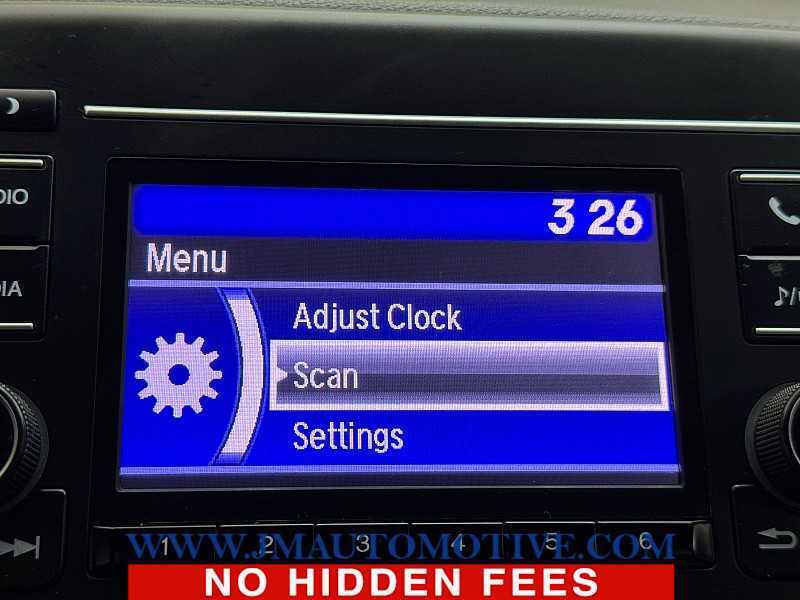 3 26
Menu
DIO
DIA
Adjust Clock
Scan
Settings
1 2 3 4 5 6
WWW.JMAUTOMOTIVE.COM
NO HIDDEN FEES